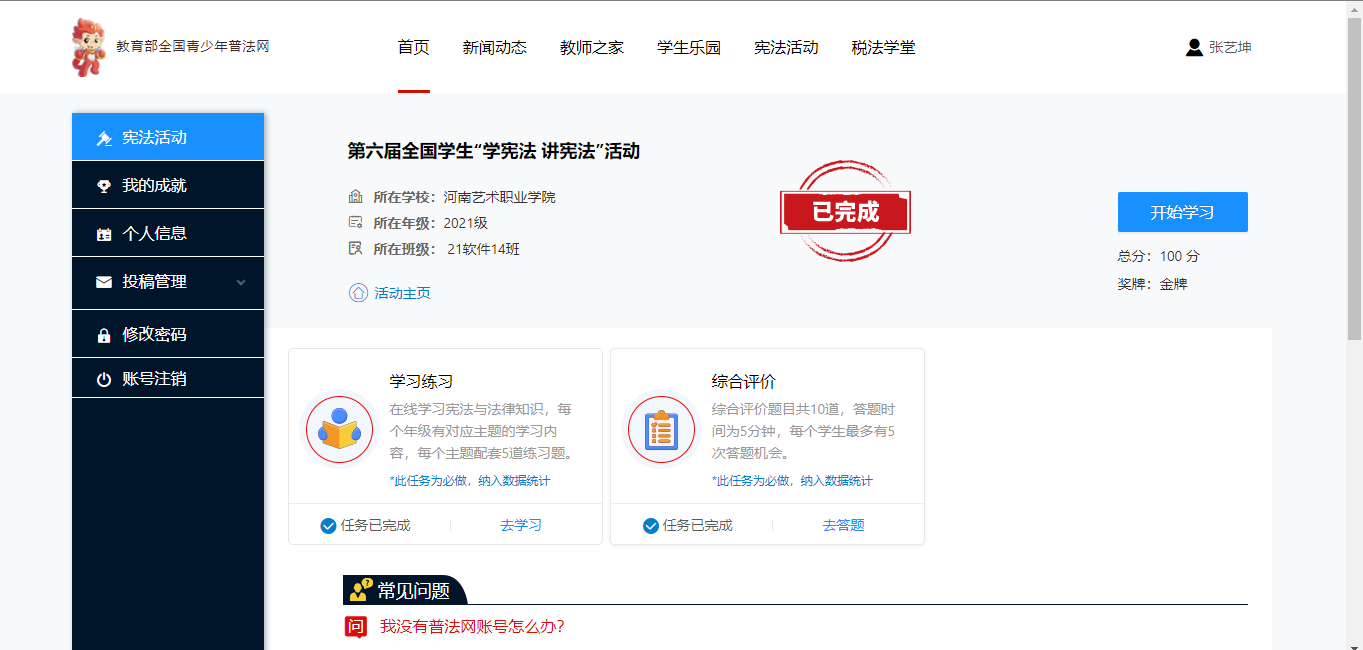 教育部全国青少年普法网
首页 新闻动态 教师之家 学生乐园 宪法活动 税法学堂
张艺坤
宪法活动
我的成就
个人信息
投稿管理
修改密码
账号注销
第六届全国学生“学宪法 讲宪法”活动
所在学校：河南艺术职业学院
所在年级：2021级
所在班级： 21软件14班
活动主页
已完成
开始学习
总分：100 分
奖牌：金牌
学习练习
在线学习宪法与法律知识，每
个年级有对应主题的学习内
容，每个主题配套5道练习题。
*此任务为必做，纳入数据统计
任务已完成 去学习
综合评价
综合评价题目共10道，答题时
间为5分钟，每个学生最多有5
次答题机会。
*此任务为必做，纳入数据统计
任务已完成 去答题
常见问题
问 我没有普法网账号怎么办？